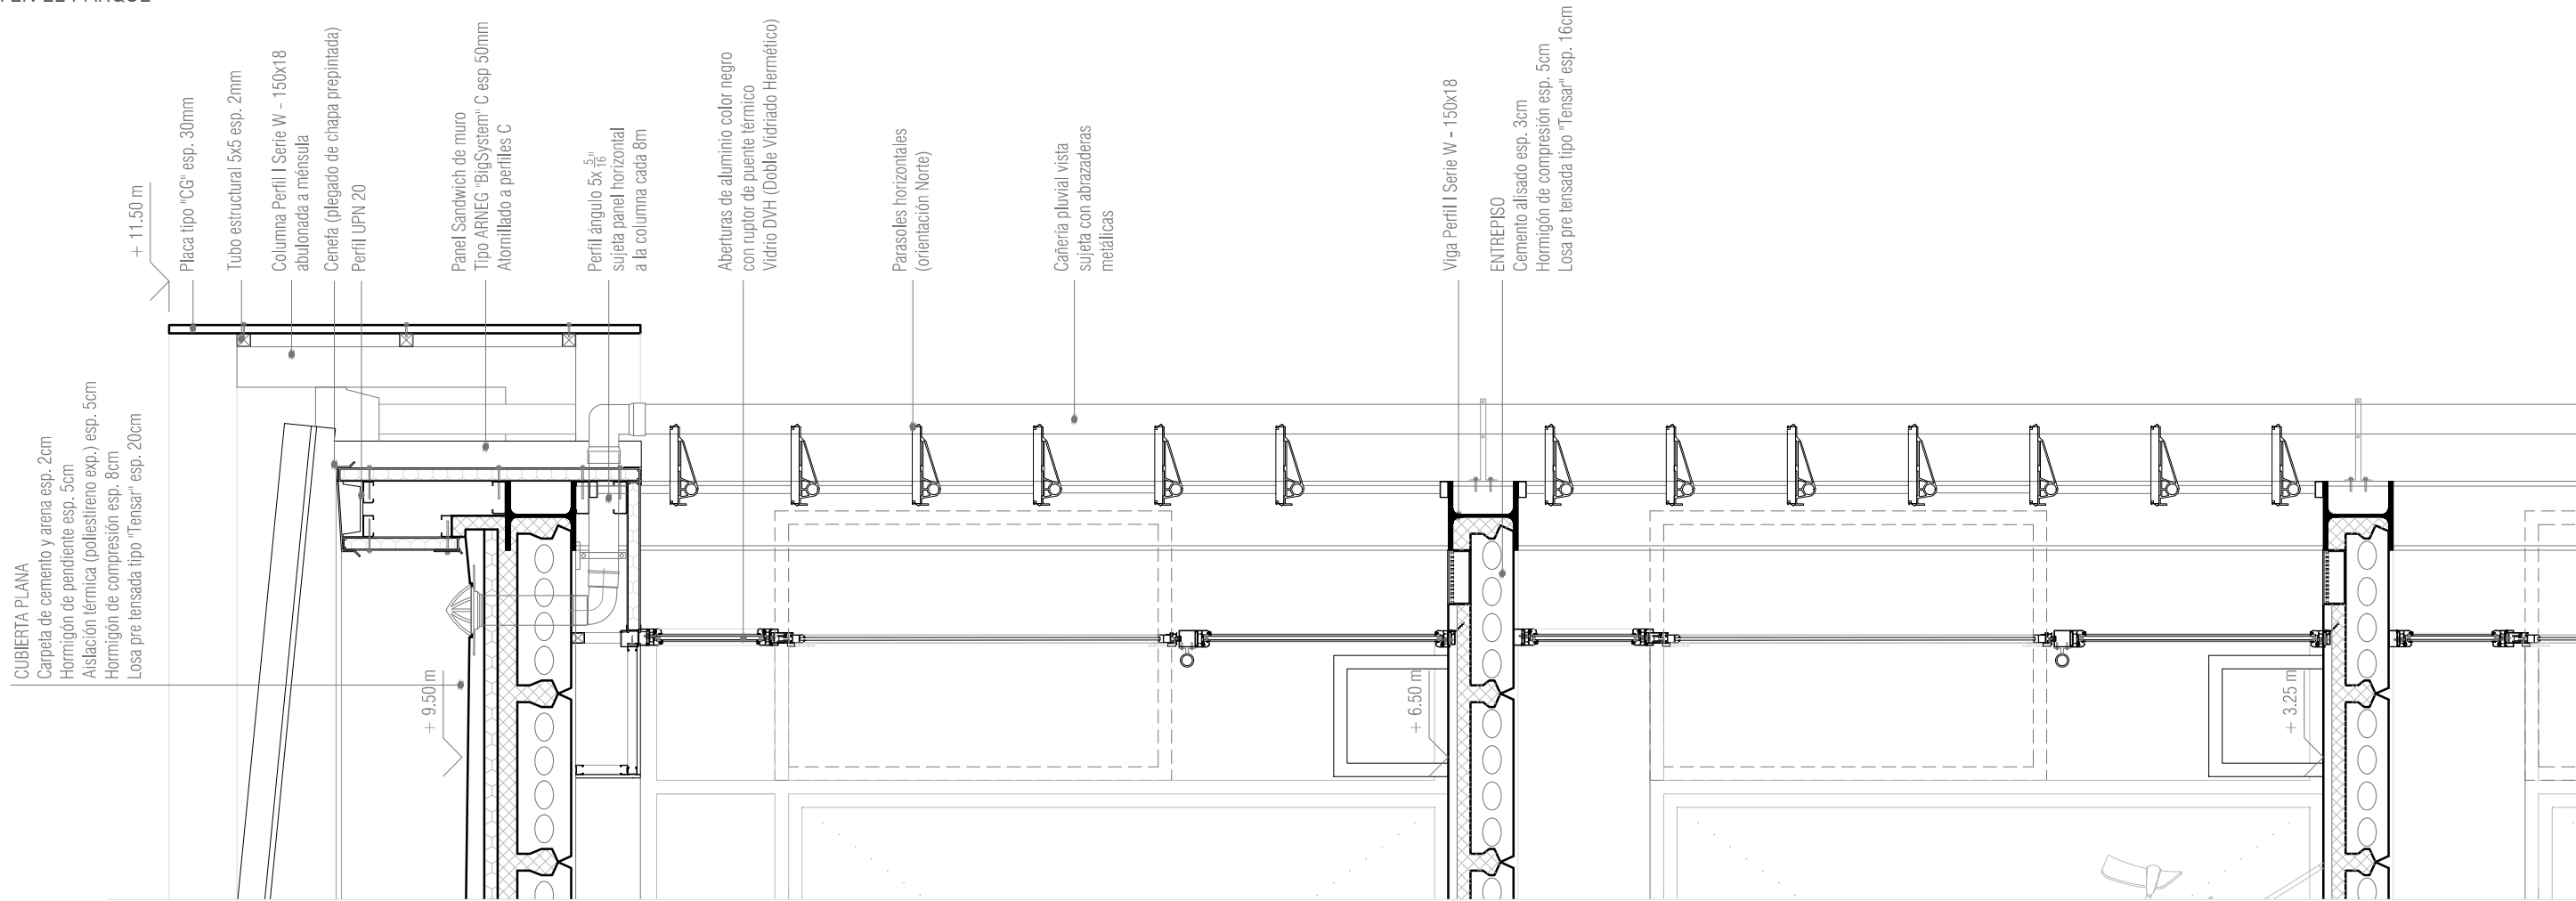 + 11.50 m
Placa tipo "CG" esp. 30mm
Tubo estructural 5x5 esp. 2mm
Columna Perfil I Serie W - 150x18
abulonada a ménsula
Cenefa (plegado de chapa prepintada)
Perfil UPN 20
Panel Sandwich de muro
Tipo ARNEG "BigSystem" C esp 50mm
Atornillado a perfiles C
Perfil ángulo 5x 5/16"
sujeta panel horizontal
a la columna cada 8m
Aberturas de aluminio color negro
con ruptor de puente térmico
Vidrio DVH (Doble Vidriado Hermético)
Parasoles horizontales
(orientación Norte)
Cañería pluvial vista
sujeta con abrazaderas
metálicas
Viga Perfil I Serie W - 150x18
ENTREPISO
Cemento alisado esp. 3cm
Hormigón de compresión esp. 5cm
Losa pre tensada tipo "Tensar" esp. 16cm
CUBIERTA PLANA
Carpeta de cemento y arena esp. 2cm
Hormigón de pendiente esp. 5cm
Aislación térmica (poliestireno exp.) esp. 5cm
Hormigón de compresión esp. 8cm
Losa pre tensada tipo "Tensar" esp. 20cm
+ 9.50 m
+ 6.50 m
+ 3.25 m